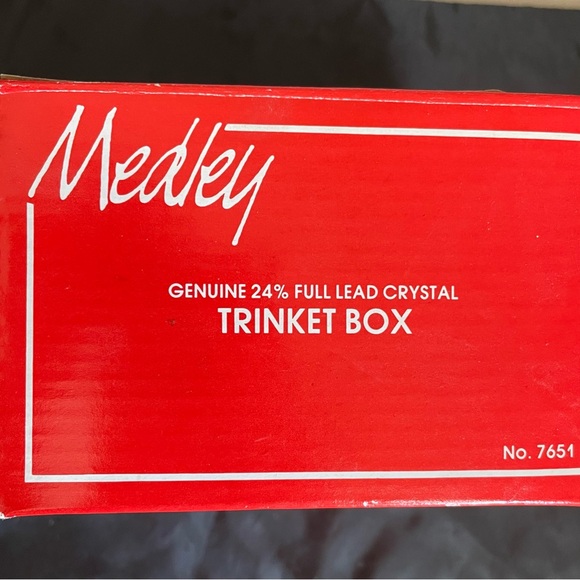 Medley
GENUINE 24% FULL LEAD CRYSTAL
TRINKET BOX
No. 7651